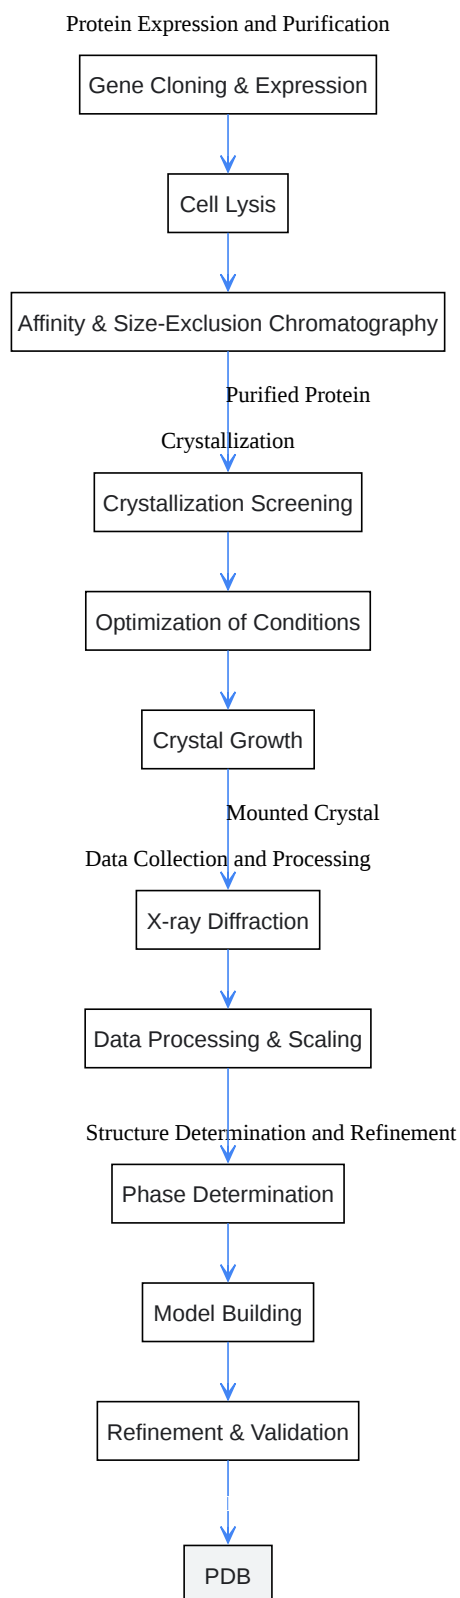 Protein Expression and Purification
Gene Cloning & Expression
Cell Lysis
Affinity & Size-Exclusion Chromatography
Purified Protein
Crystallization
Crystallization Screening
Optimization of Conditions
Crystal Growth
Mounted Crystal
Data Collection and Processing
X-ray Diffraction
Data Processing & Scaling
Structure Determination and Refinement
Phase Determination
Model Building
Refinement & Validation
PDB